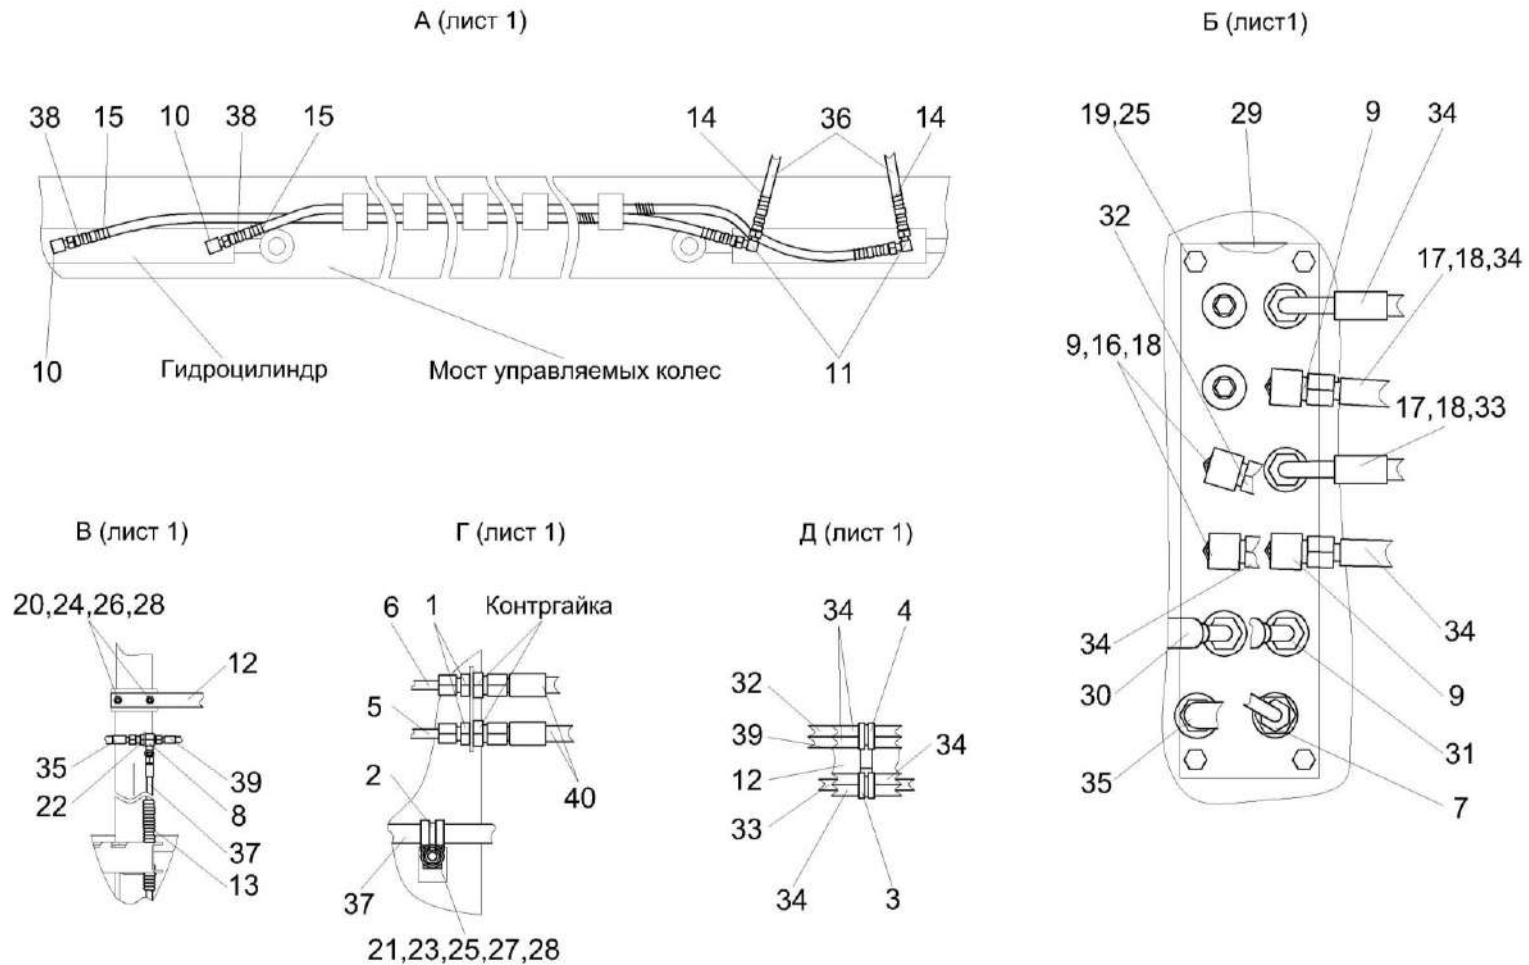 А (лист 1)
Б (лист1)
38 15 10 38 15 14 36 14
10 Гидроцилиндр Мост управляемых колес 11
19,25 29 9 34
32
17,18,34
9,16,18
17,18,33
34 34
30 9
31
35
7
В (лист 1)
20,24,26,28
12
35 39
22 8
37
13
Г (лист 1)
6 1 Контргайка
5
2 40
37
21,23,25,27,28
Д (лист 1)
34 4
32
39 34
12
33
34 3